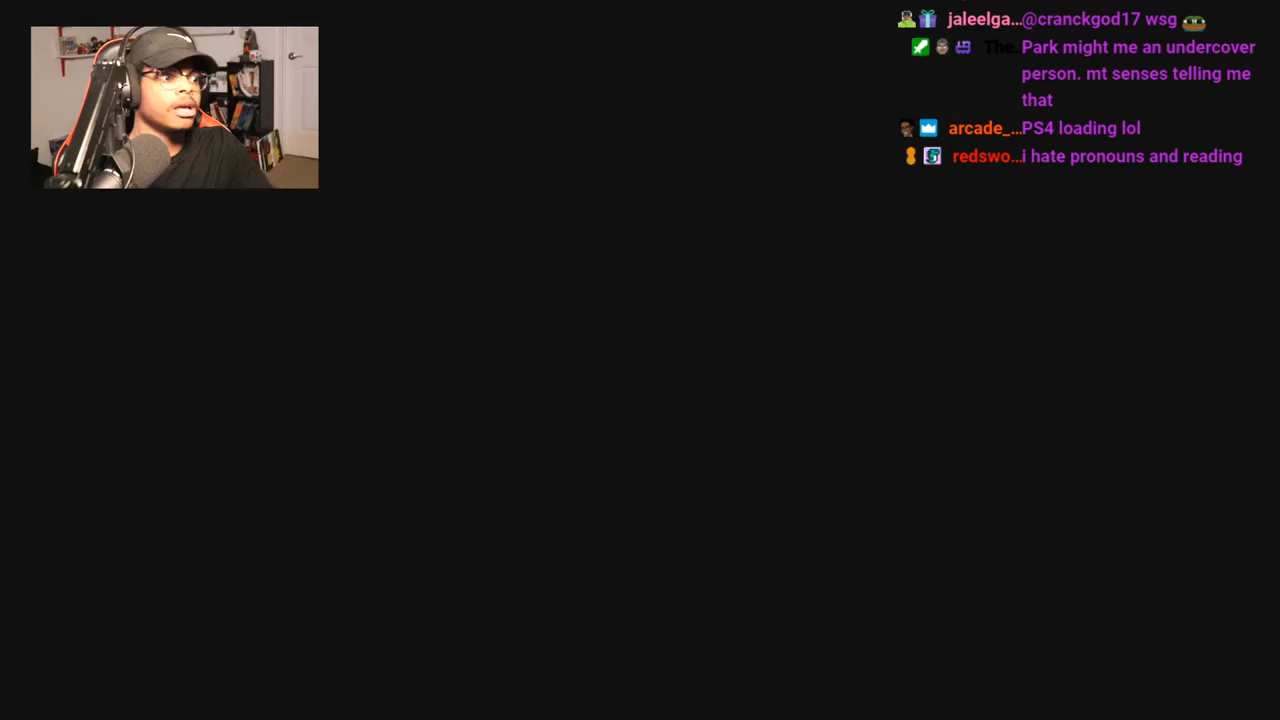 jaleelga... @cranckgod17 wsg
The... Park might me an undercover
person. mt senses telling me
that
arcade_... PS4 loading lol
redswo... i hate pronouns and reading